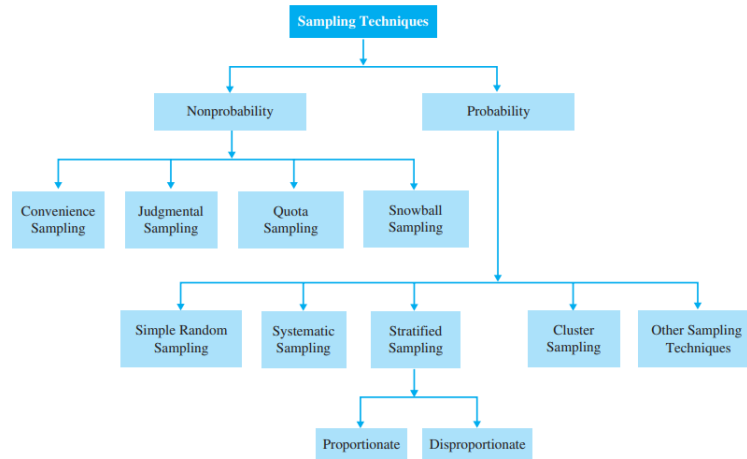 Sampling Techniques
Nonprobability
Probability
Convenience
Sampling
Judgmental
Sampling
Quota
Sampling
Snowball
Sampling
Simple Random
Sampling
Systematic
Sampling
Stratified
Sampling
Cluster
Sampling
Other Sampling
Techniques
Proportionate
Disproportionate